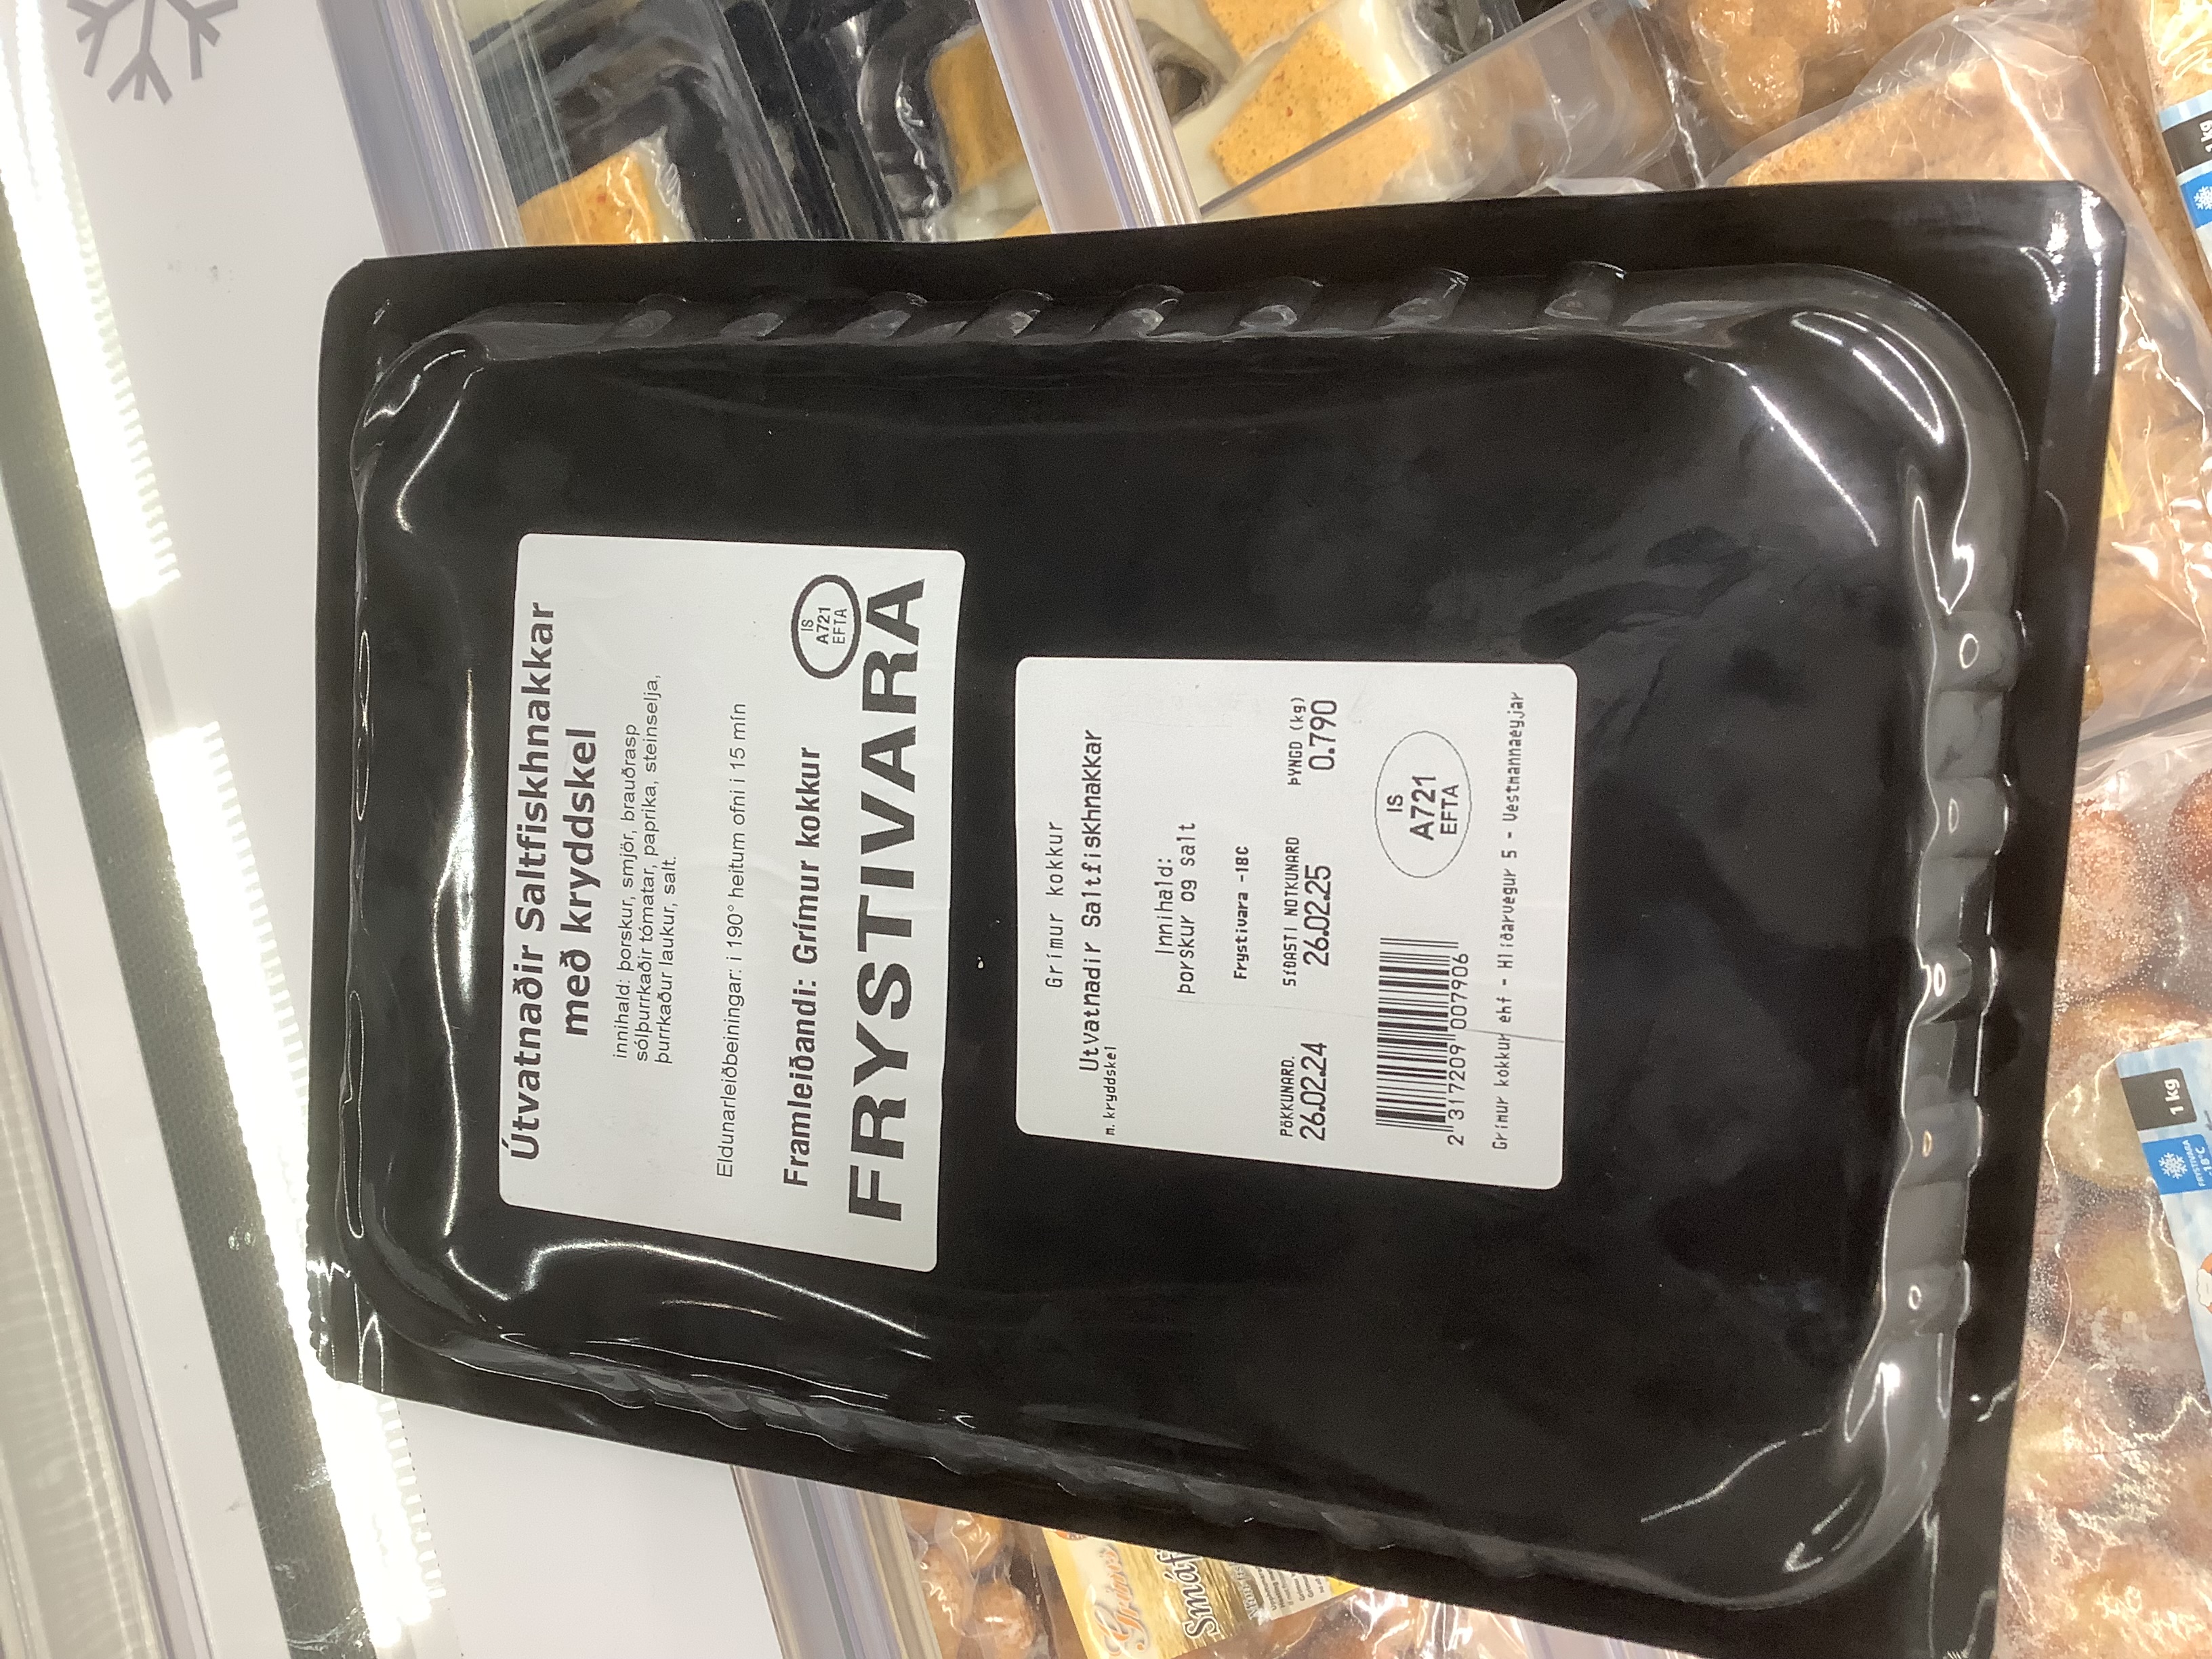 Útvatnaðir Saltfiskhnakkar
með kryddskel
innihald: þorskur, smjör, brauðrasp
sólþurrkaðir tómatar, paprika, steinselja,
þurrkaður laukur, salt.
Eldunarleiðbeiningar: í 190° heitum ofni í 15 mín
Framleiðandi: Grímur kokkur
IS
A721
EFTA
FRYSTIVARA
Grímur kokkur
Utvatnadir Saltfiskhnakkar
m. kryddskel
Innihald:
þorskur og salt
Frystivara -18C
PÖKKUNARD. SÍÐASTI NOTKUNARD ÞYNGD (kg)
26.02.24 26.02.25 0.790
2 317209 007906
IS
A721
EFTA
Grímur kokkur ehf - Hlíðarvegur 5 - Vestmannaeyjar
1 kg
FRYSTIVARA
-18°C
1 kg
Gríms